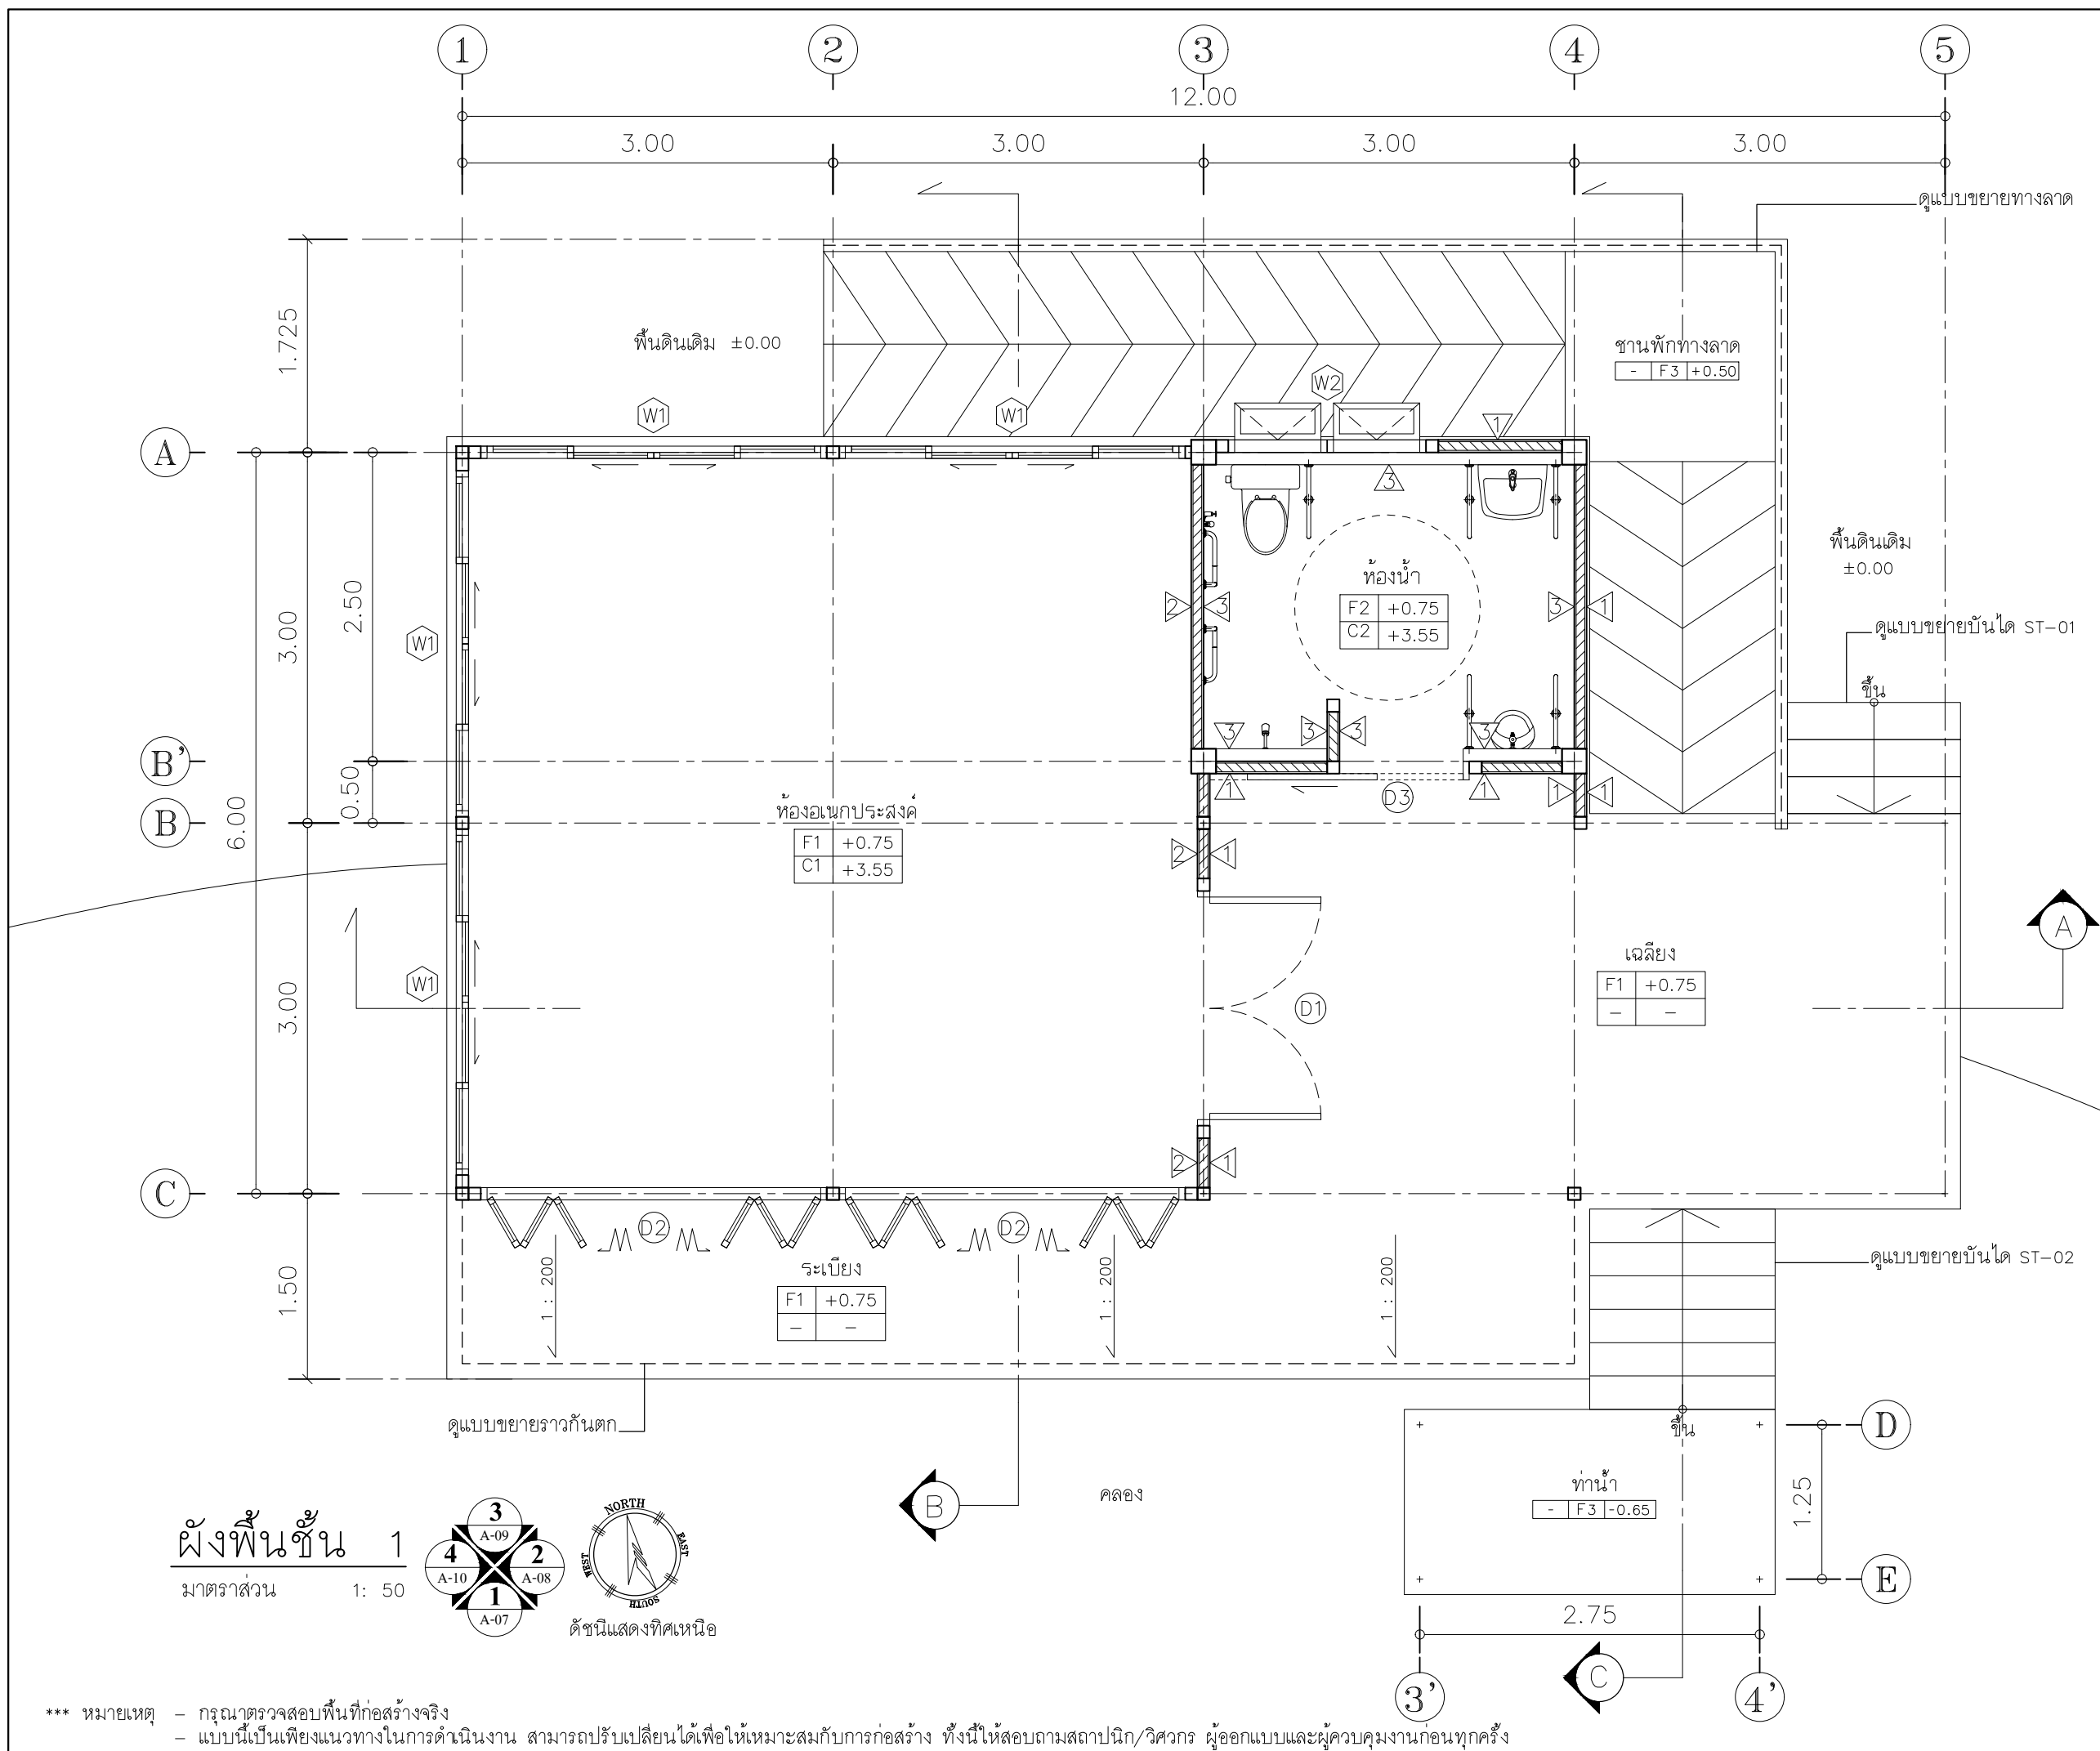 1 2 3 4 5
12.00
3.00 3.00 3.00 3.00
ดูแบบขยายทางลาด
1.725
พื้นดินเดิม ±0.00
ชานพักทางลาด
- F3 +0.50
W2
W1 W1
1
A
3
พื้นดินเดิม
±0.00
ห้องน้ำ
F2 +0.75
C2 +3.55
2 3 3 1
2.50
3.00
W1
ดูแบบขยายบันได ST-01
ขึ้น
3 3 3 3
B'
1 D3 1 1 1
0.50
6.00
B
ห้องอเนกประสงค์
F1 +0.75
C1 +3.55
2 1
A
เฉลียง
F1 +0.75
- -
W1
D1
3.00
2 1
C
D2 D2
ระเบียง
F1 +0.75
- -
1 : 200 1 : 200 1 : 200
1.50
ดูแบบขยายบันได ST-02
ดูแบบขยายราวกันตก
ขึ้น
D
คลอง
B
ท่าน้ำ
- F3 -0.65
1.25
E
2.75
C
3' 4'
ผังพื้นชั้น 1
มาตราส่วน 1: 50
3
A-09
4
A-10
2
A-08
1
A-07
NORTH
EAST
WEST
SOUTH
ดัชนีแสดงทิศเหนือ
*** หมายเหตุ - กรุณาตรวจสอบพื้นที่ก่อสร้างจริง
- แบบนี้เป็นเพียงแนวทางในการดำเนินงาน สามารถปรับเปลี่ยนได้เพื่อให้เหมาะสมกับการก่อสร้าง ทั้งนี้ให้สอบถามสถาปนิก/วิศวกร ผู้ออกแบบและผู้ควบคุมงานก่อนทุกครั้ง